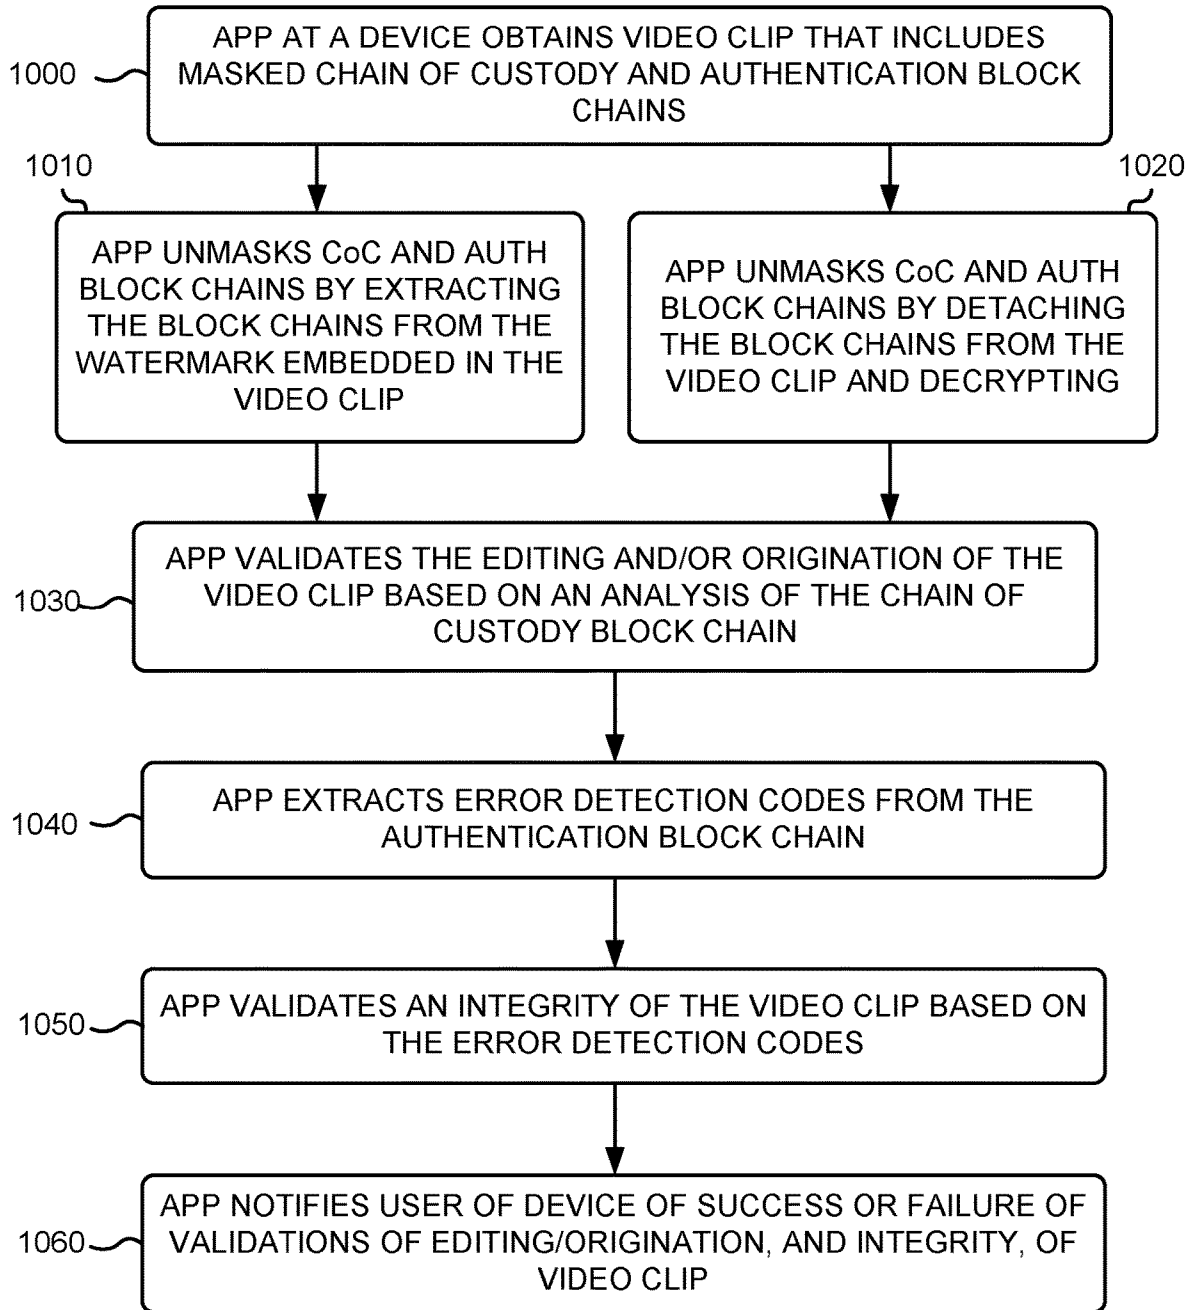 APP AT A DEVICE OBTAINS VIDEO CLIP THAT INCLUDES
MASKED CHAIN OF CUSTODY AND AUTHENTICATION BLOCK
CHAINS
1000
1010
1020
APP UNMASKS CoC AND AUTH
BLOCK CHAINS BY EXTRACTING
THE BLOCK CHAINS FROM THE
WATERMARK EMBEDDED IN THE
VIDEO CLIP
APP UNMASKS CoC AND AUTH
BLOCK CHAINS BY DETACHING
THE BLOCK CHAINS FROM THE
VIDEO CLIP AND DECRYPTING
APP VALIDATES THE EDITING AND/OR ORIGINATION OF THE
VIDEO CLIP BASED ON AN ANALYSIS OF THE CHAIN OF
CUSTODY BLOCK CHAIN
1030
APP EXTRACTS ERROR DETECTION CODES FROM THE
AUTHENTICATION BLOCK CHAIN
1040
APP VALIDATES AN INTEGRITY OF THE VIDEO CLIP BASED ON
THE ERROR DETECTION CODES
1050
APP NOTIFIES USER OF DEVICE OF SUCCESS OR FAILURE OF
VALIDATIONS OF EDITING/ORIGINATION, AND INTEGRITY, OF
VIDEO CLIP
1060